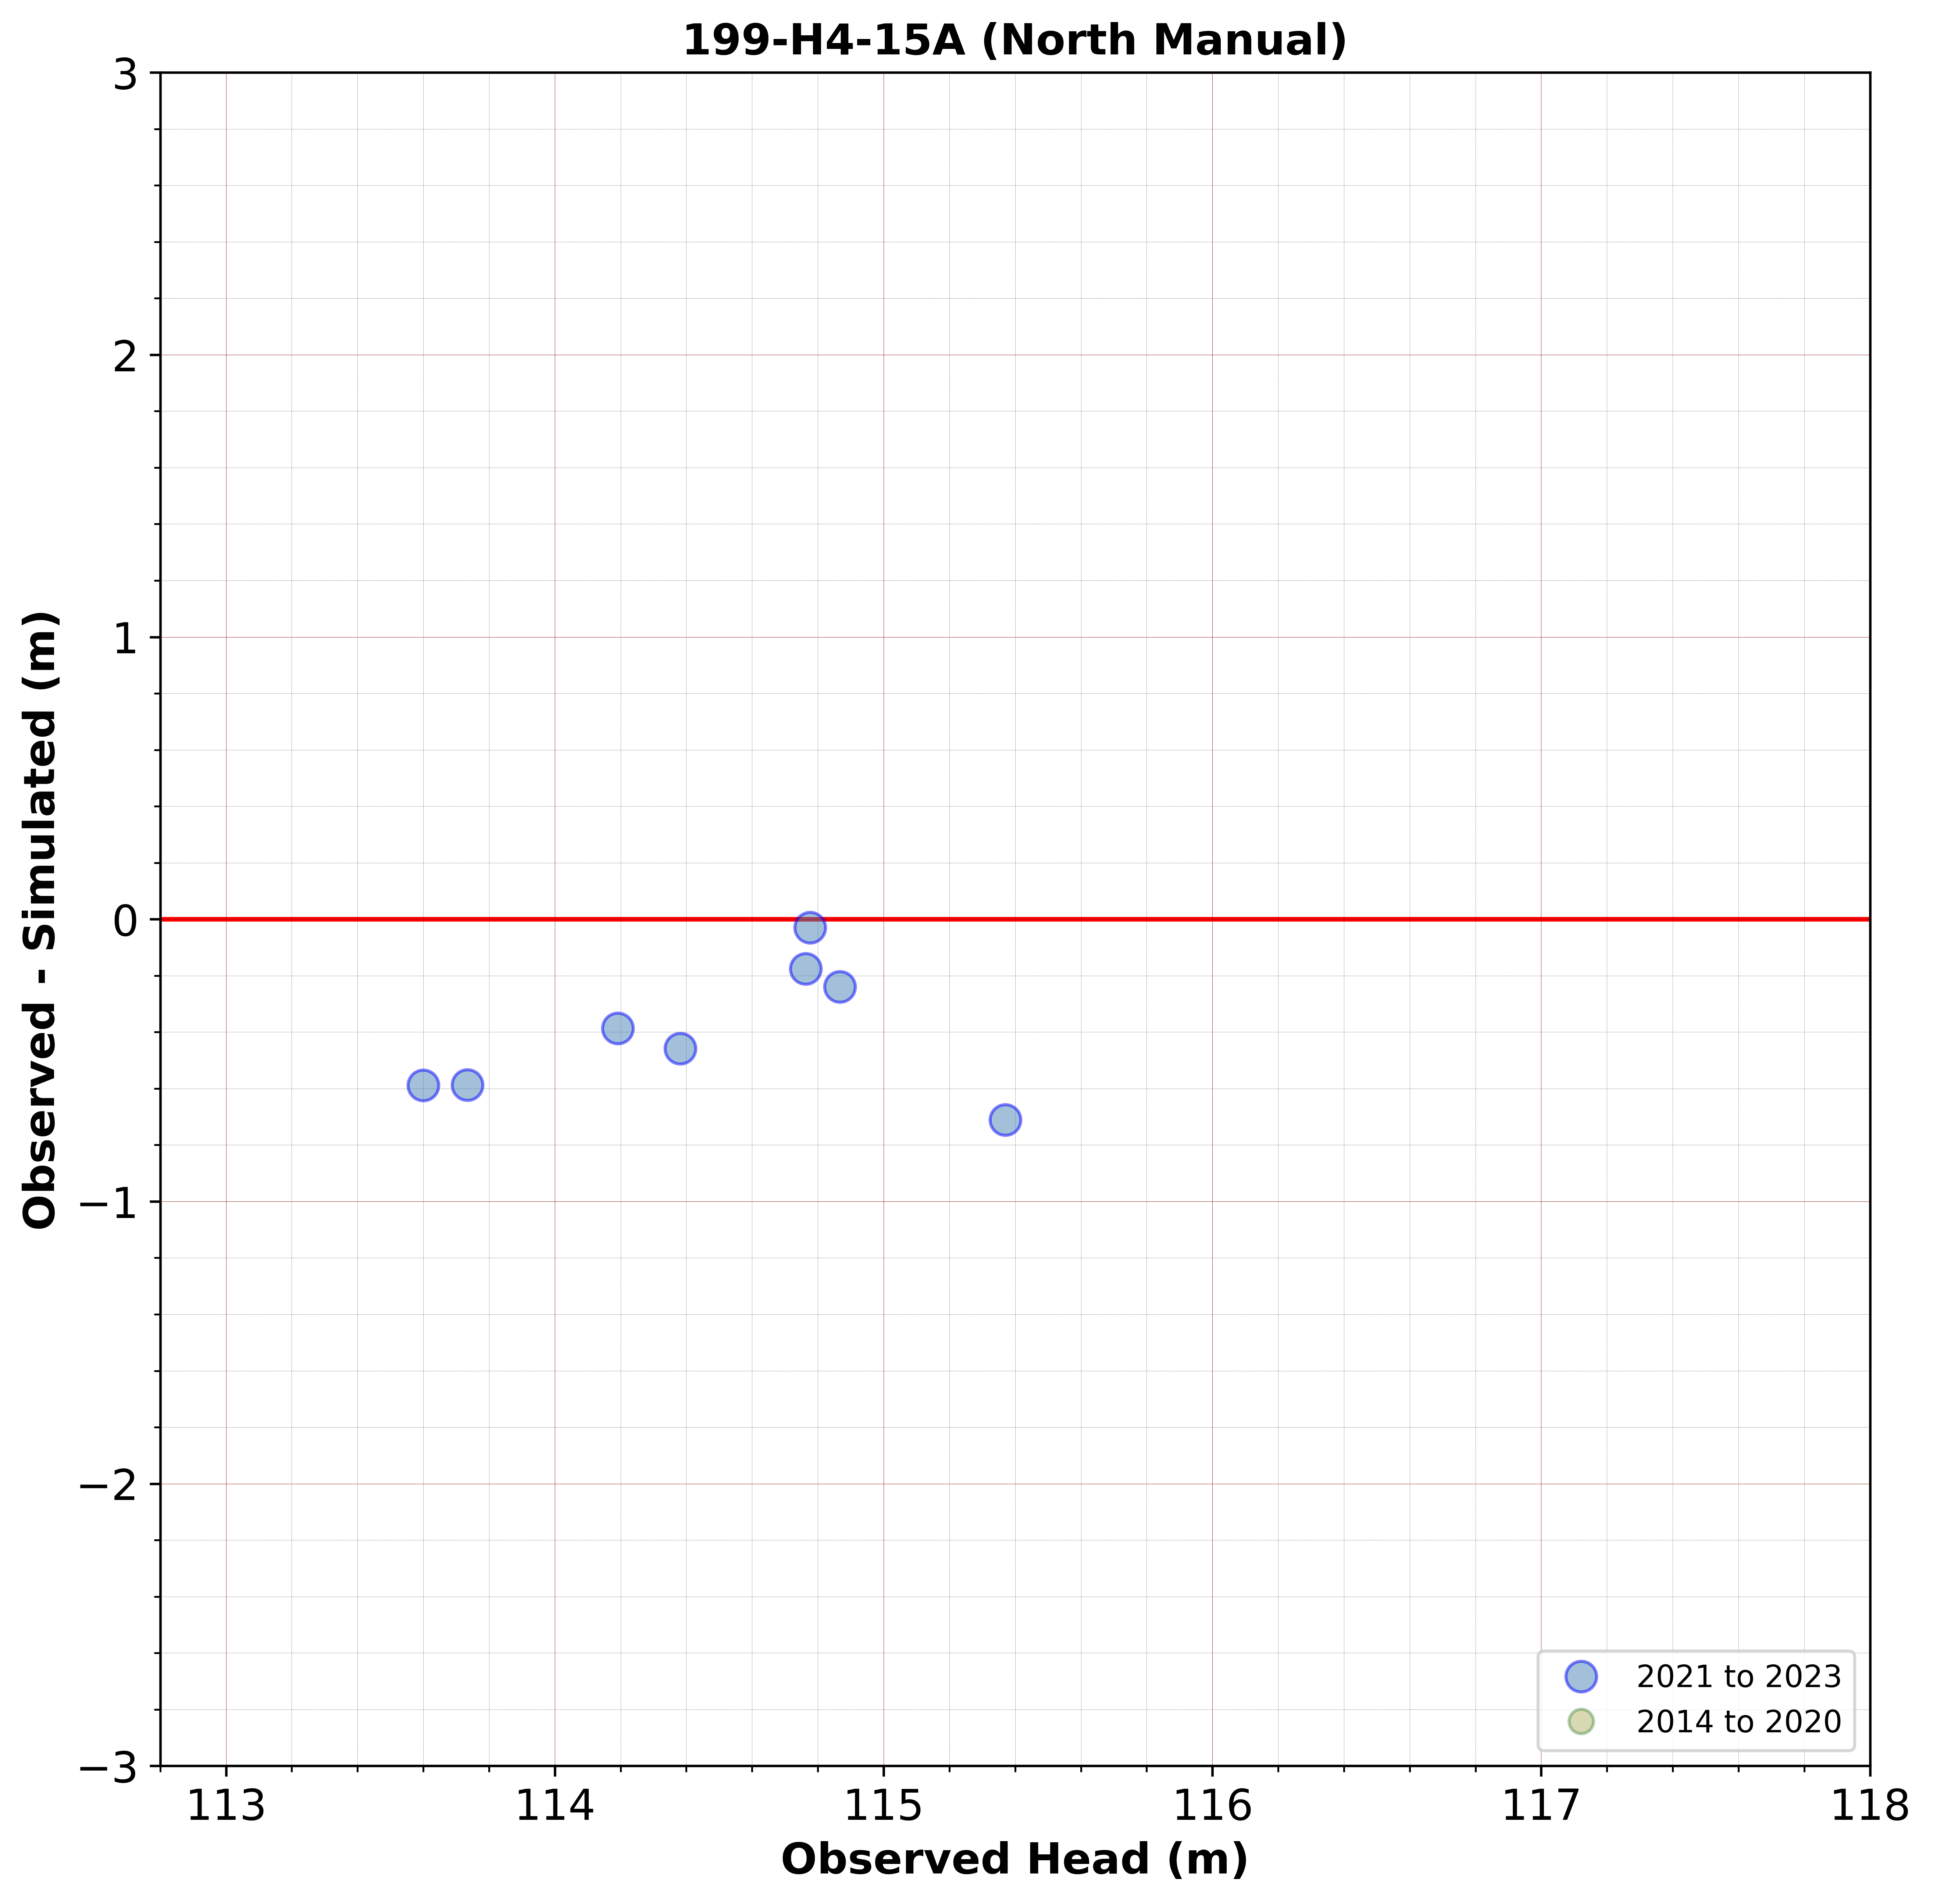 199-H4-15A (North Manual)
3
2
1
0
−1
−2
−3
Observed - Simulated (m)
2021 to 2023
2014 to 2020
113 114 115 116 117 118
Observed Head (m)